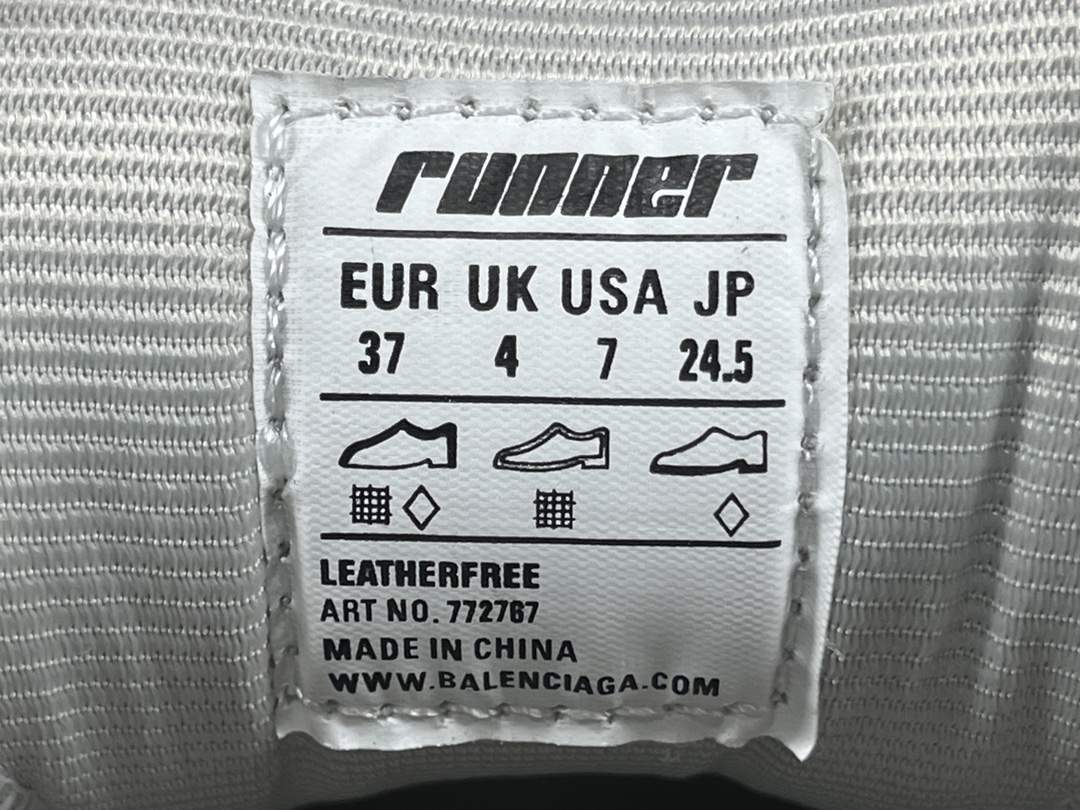 runner
EUR UK USA JP
37 4 7 24.5
LEATHERFREE
ART NO. 772767
MADE IN CHINA
WWW.BALENCIAGA.COM